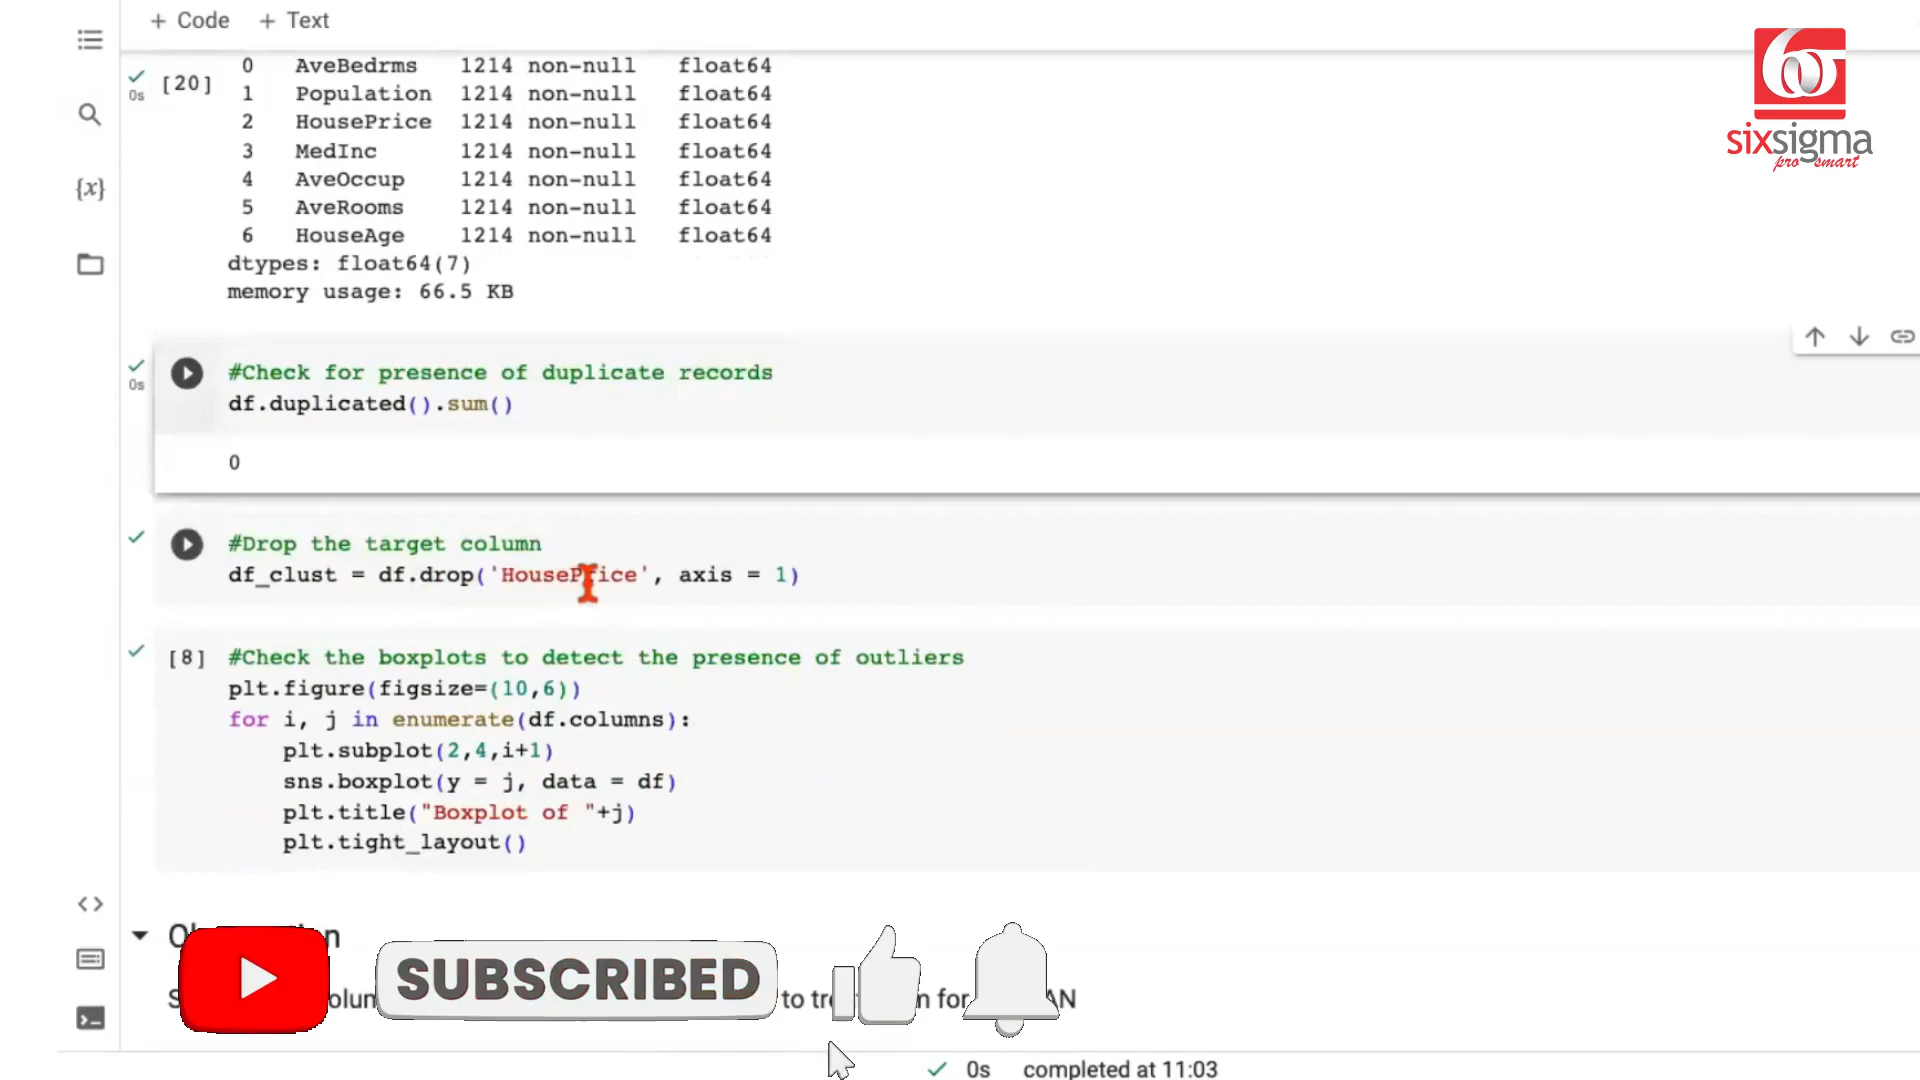 + Code + Text
sixsigma
pro smart
0s [20] 0 AveBedrms 1214 non-null float64
1 Population 1214 non-null float64
2 HousePrice 1214 non-null float64
3 MedInc 1214 non-null float64
4 AveOccup 1214 non-null float64
5 AveRooms 1214 non-null float64
6 HouseAge 1214 non-null float64
dtypes: float64(7)
memory usage: 66.5 KB
0s #Check for presence of duplicate records
df.duplicated().sum()
0
#Drop the target column
df_clust = df.drop('HousePrice', axis = 1)
[8] #Check the boxplots to detect the presence of outliers
plt.figure(figsize=(10,6))
for i, j in enumerate(df.columns):
plt.subplot(2,4,i+1)
sns.boxplot(y = j, data = df)
plt.title("Boxplot of "+j)
plt.tight_layout()
SUBSCRIBED
to for
0s completed at 11:03